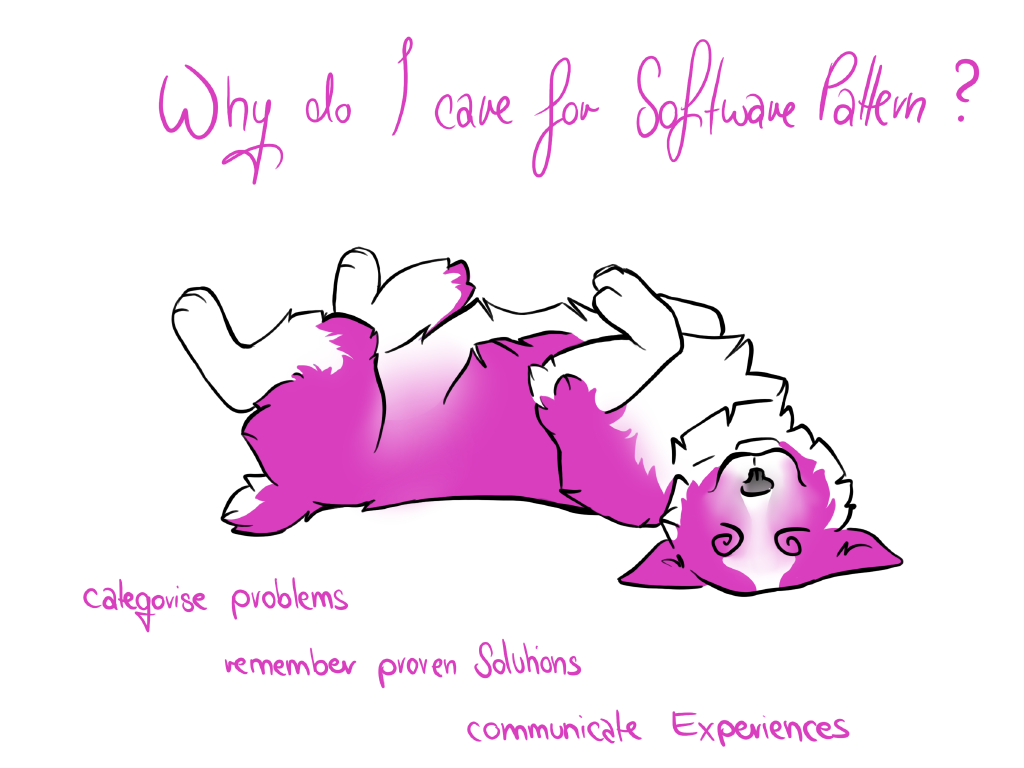 Why do I care for Software Pattern?
categorise problems
remember proven Solutions
communicate Experiences